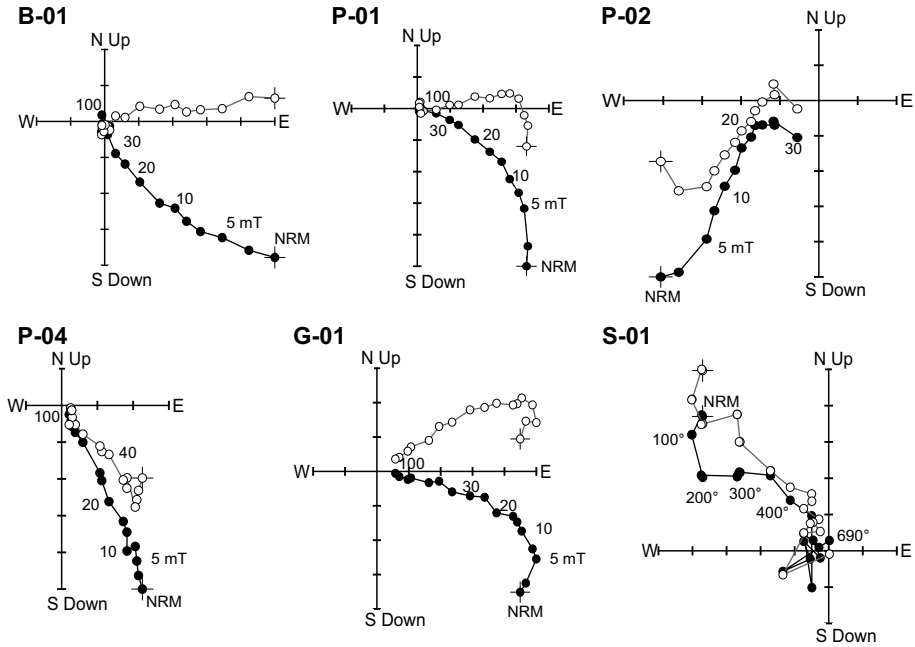 B-01
N Up
100
W
E
30
20
10
5 mT
NRM
S Down
P-01
N Up
100
W
E
30
20
10
5 mT
NRM
S Down
P-02
N Up
W
E
20
30
10
5 mT
NRM
S Down
P-04
N Up
W
E
100
40
20
10
5 mT
NRM
S Down
G-01
N Up
W
E
100
30
20
10
5 mT
NRM
S Down
S-01
N Up
NRM
100°
200°
300°
400°
690°
W
E
S Down